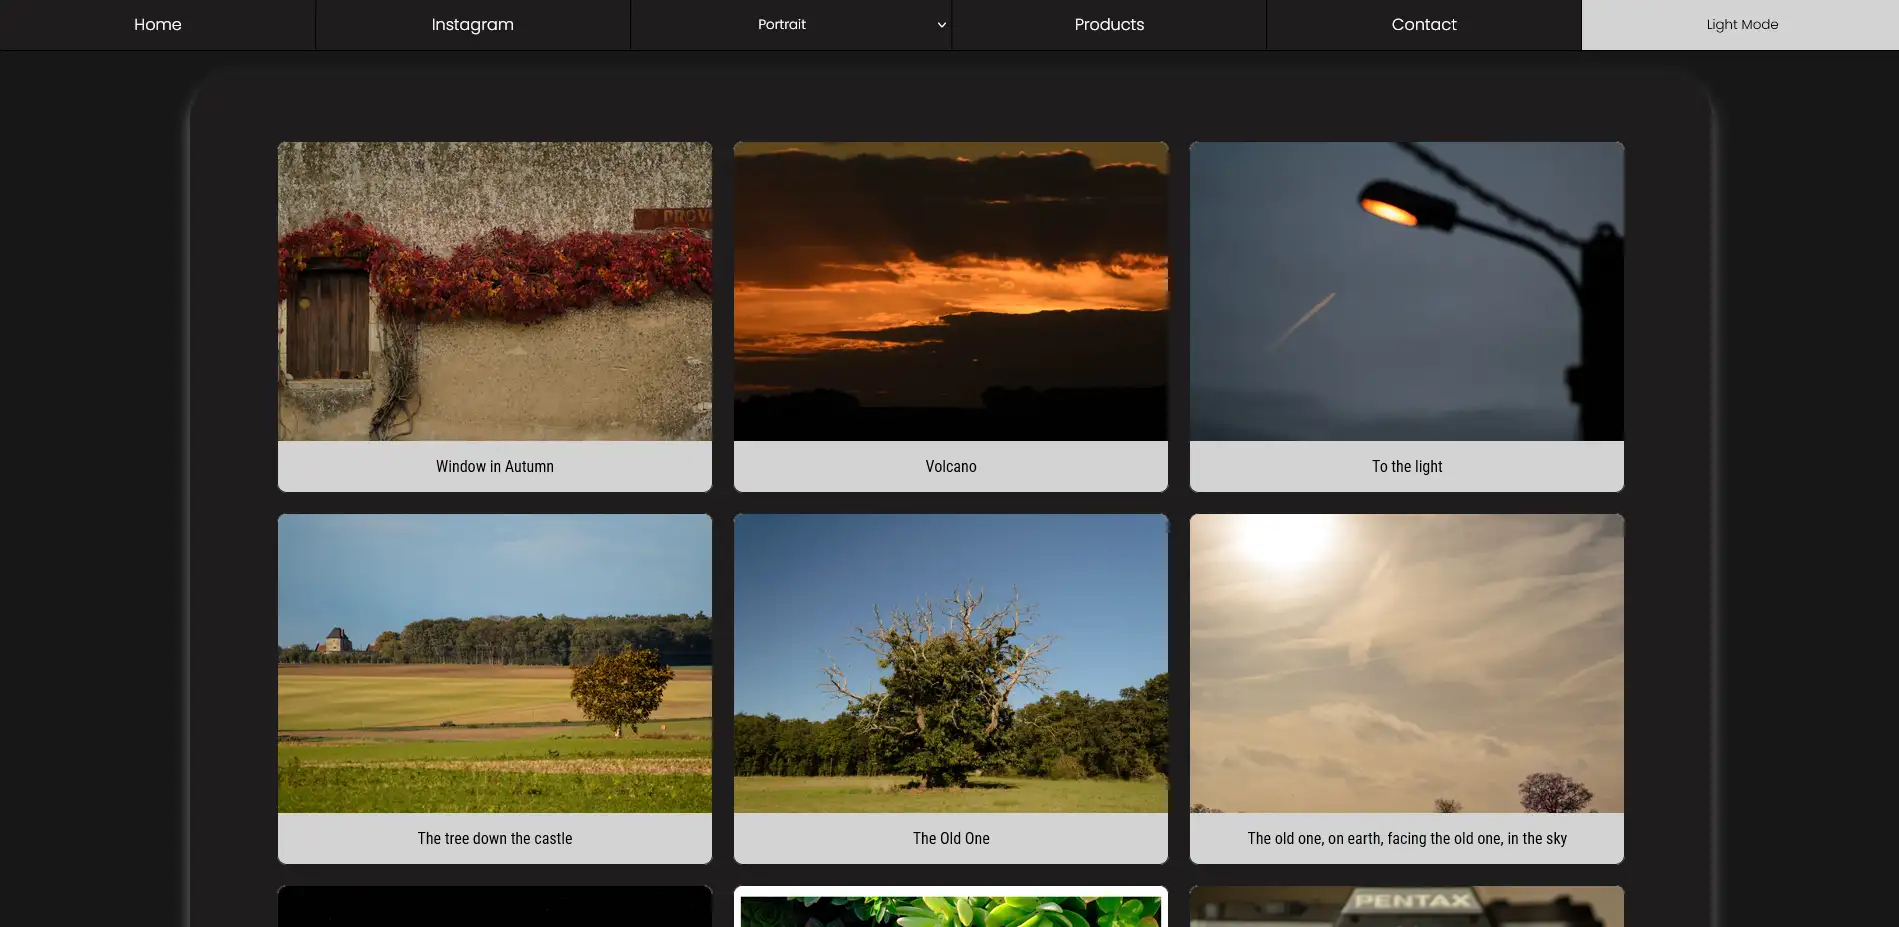 Home
Instagram
Portrait
Products
Contact
Light Mode
Window in Autumn
Volcano
To the light
The tree down the castle
The Old One
The old one, on earth, facing the old one, in the sky
PENTAX